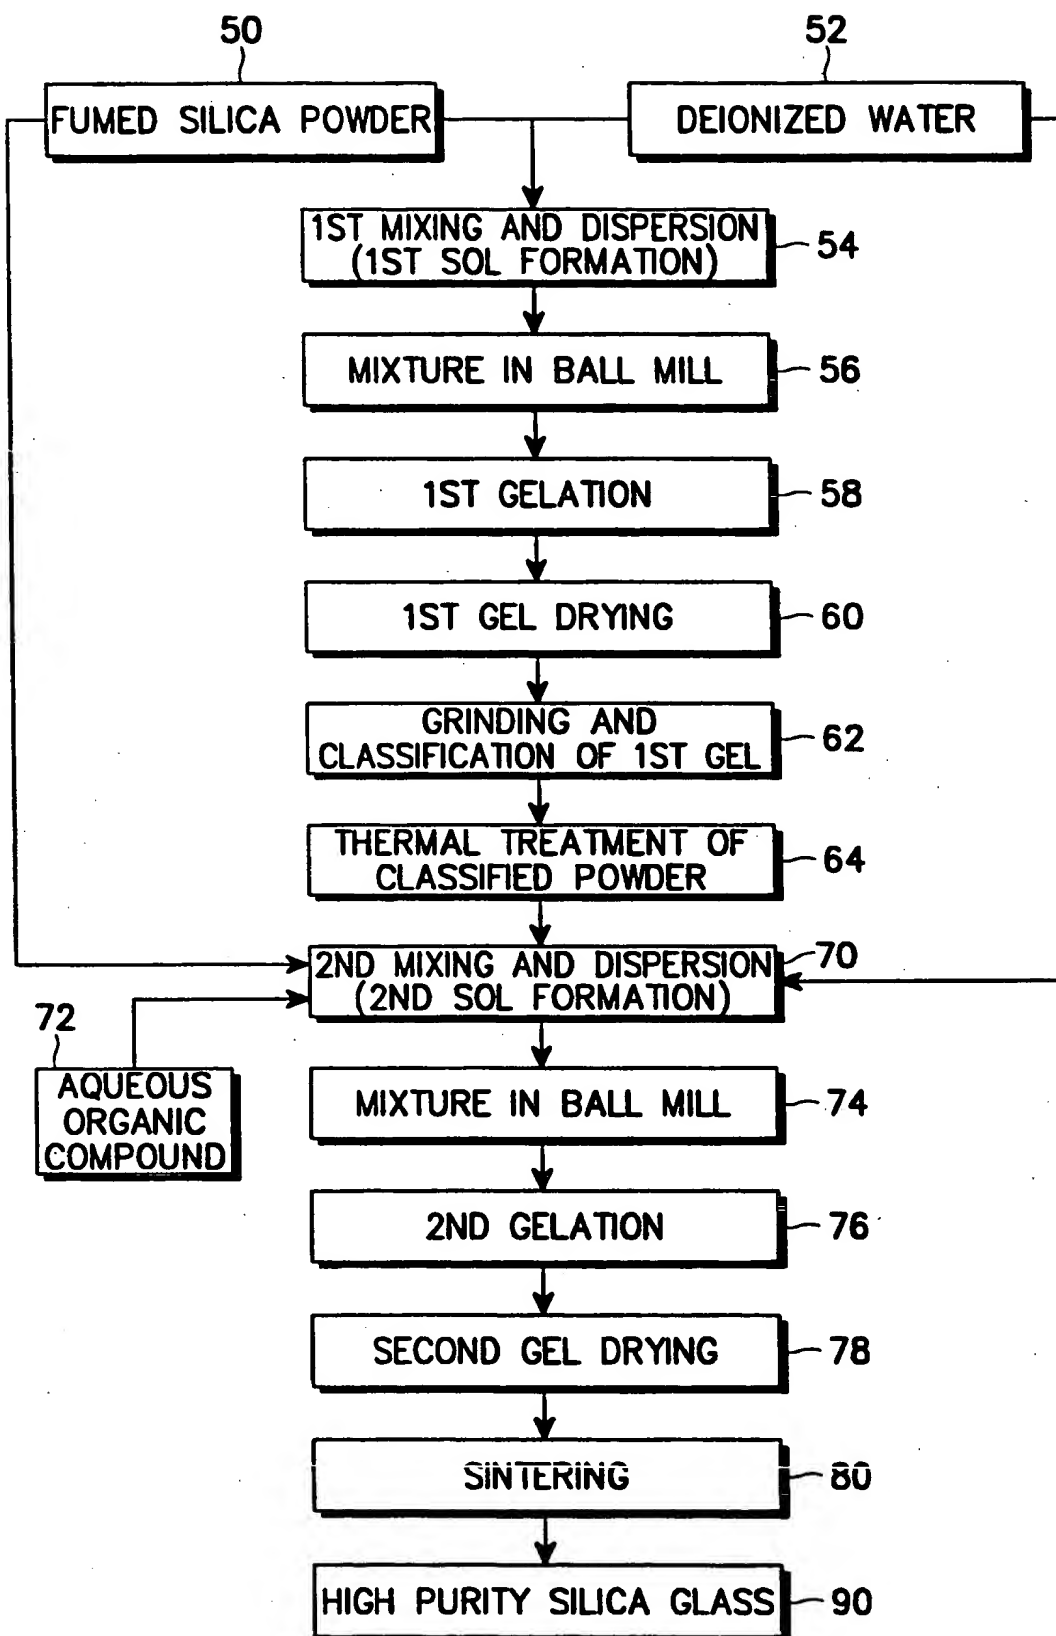 50
52
FUMED SILICA POWDER
DEIONIZED WATER
1ST MIXING AND DISPERSION
(1ST SOL FORMATION)
54
MIXTURE IN BALL MILL
56
1ST GELATION
58
1ST GEL DRYING
60
GRINDING AND
CLASSIFICATION OF 1ST GEL
62
THERMAL TREATMENT OF
CLASSIFIED POWDER
64
2ND MIXING AND DISPERSION
(2ND SOL FORMATION)
70
72
AQUEOUS
ORGANIC
COMPOUND
MIXTURE IN BALL MILL
74
2ND GELATION
76
SECOND GEL DRYING
78
SINTERING
80
HIGH PURITY SILICA GLASS
90